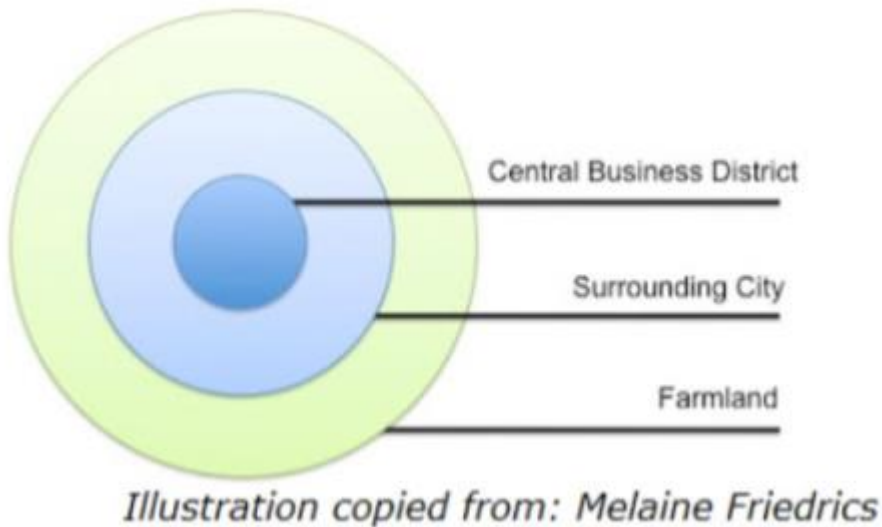 Central Business District
Surrounding City
Farmland
Illustration copied from: Melaine Friedrics